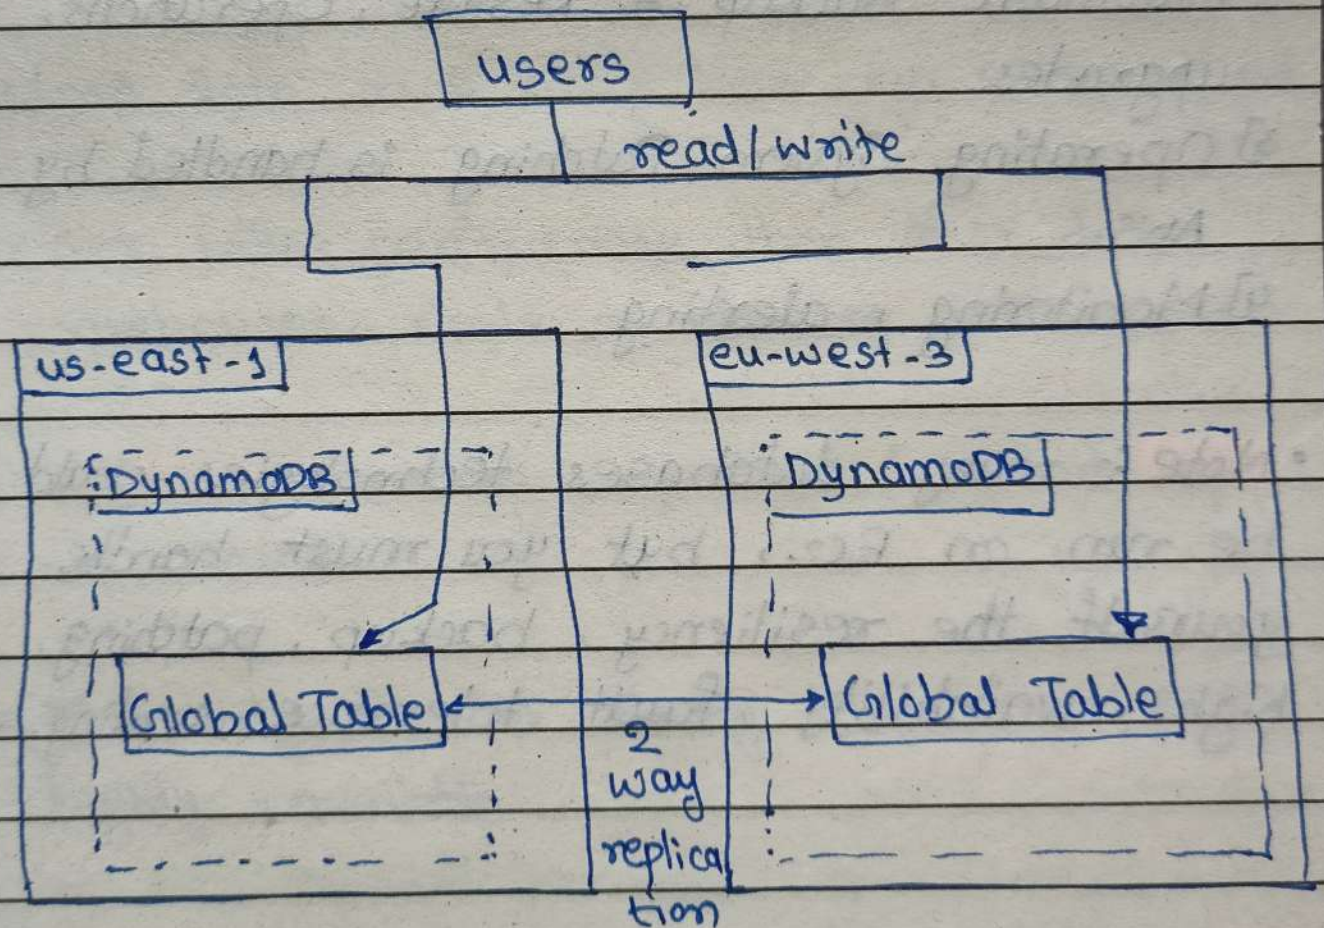 users
read/write
us-east-1
eu-west-3
DynamoDB
DynamoDB
Global Table
Global Table
2
way
replica
tion